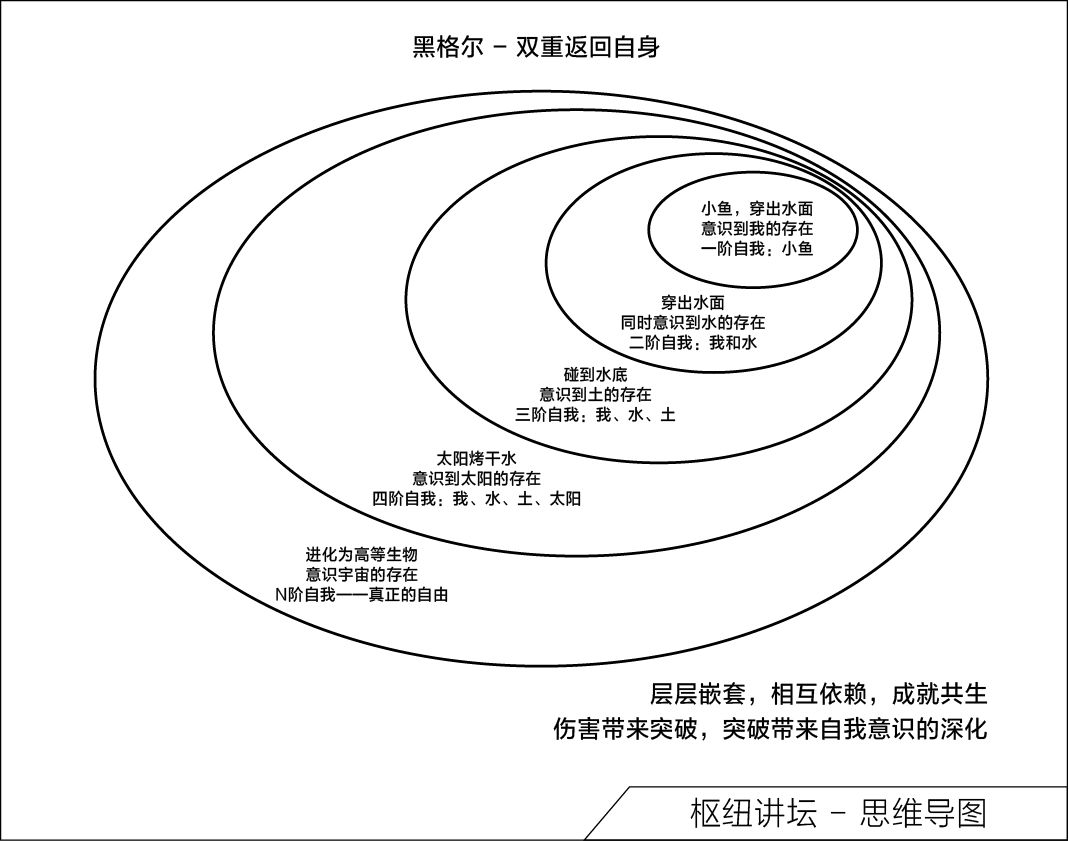 黑格尔 – 双重返回自身
小鱼，穿出水面
意识到我的存在
一阶自我：小鱼
穿出水面
同时意识到水的存在
二阶自我：我和水
碰到水底
意识到土的存在
三阶自我：我、水、土
太阳烤干水
意识到太阳的存在
四阶自我：我、水、土、太阳
进化为高等生物
意识宇宙的存在
N阶自我——真正的自由
层层嵌套，相互依赖，成就共生
伤害带来突破，突破带来自我意识的深化
枢纽讲坛 – 思维导图